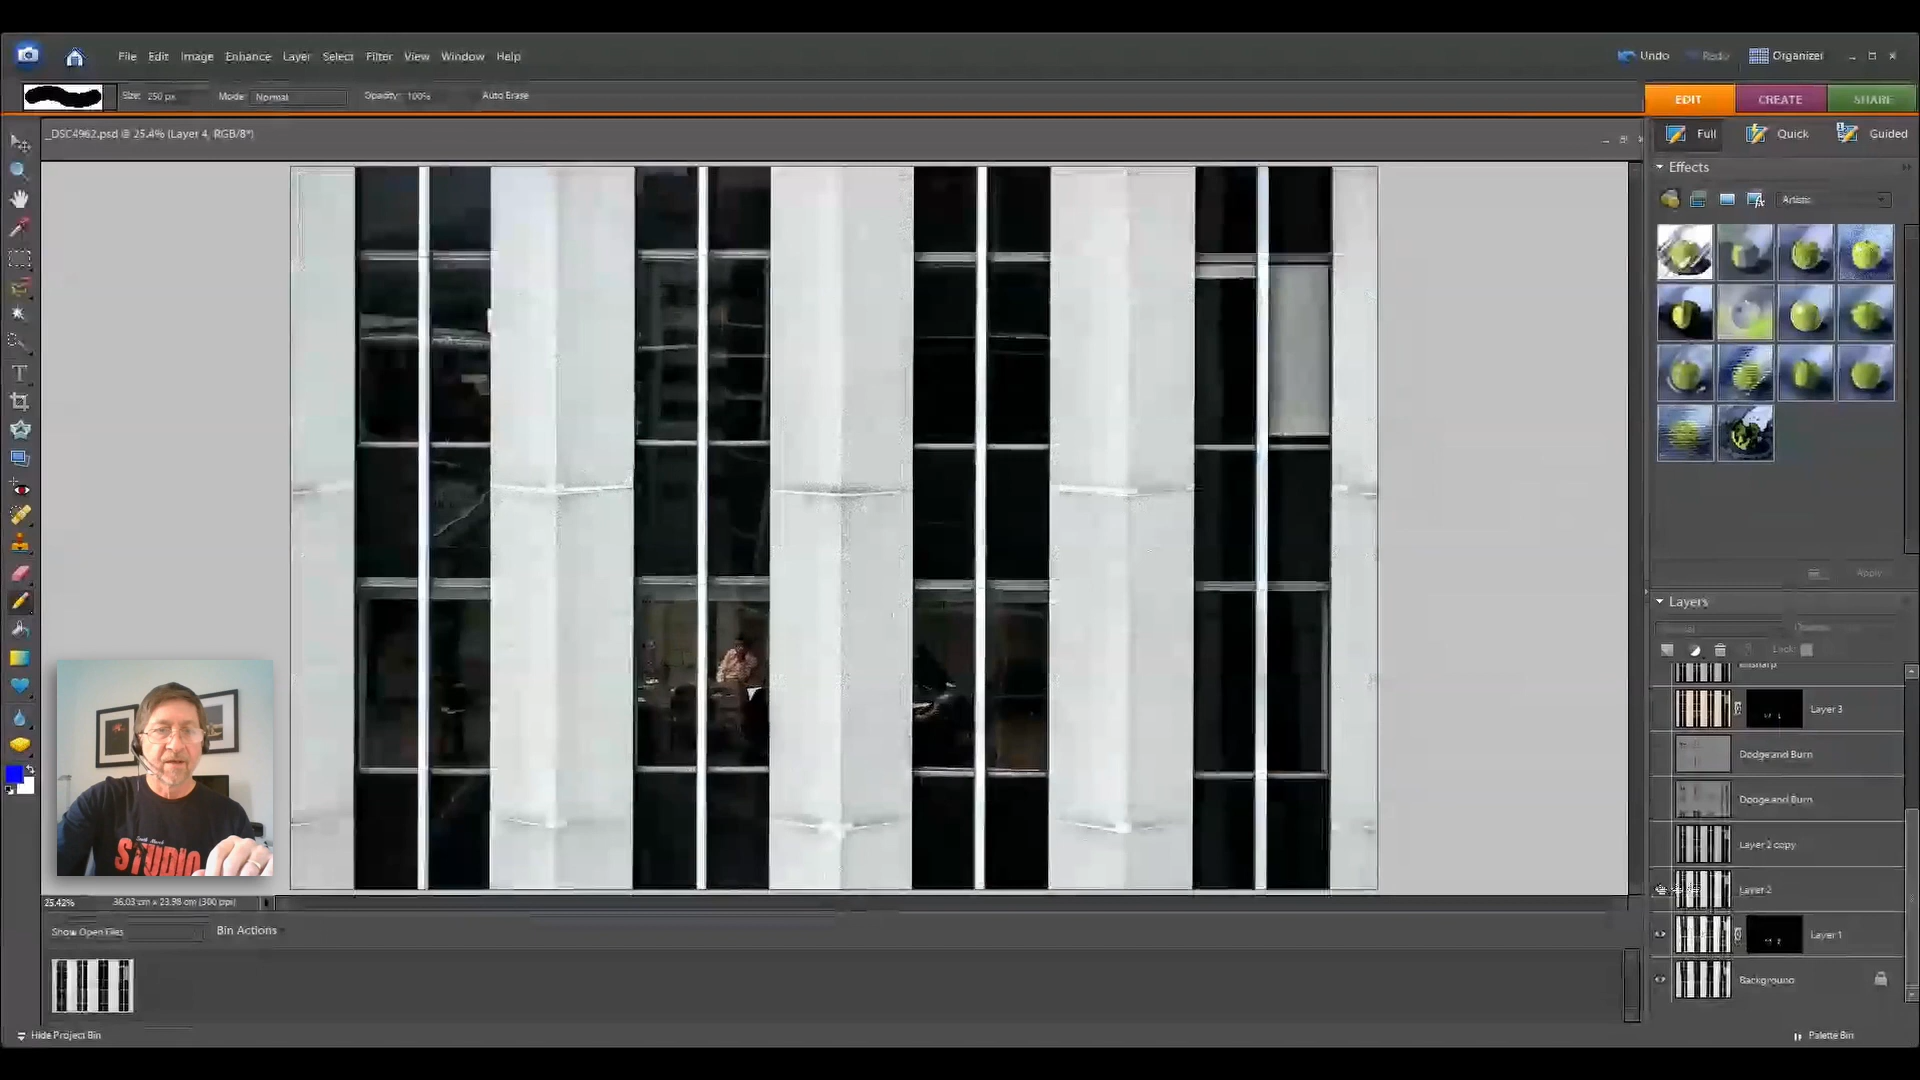 File Edit Image Enhance Layer Select Filter View Window Help
Undo Redo Organizer
Size: 250 px Mode: Normal Opacity: 100% Auto Erase
EDIT CREATE SHARE
_DSC4962.psd @ 25.4% (Layer 4, RGB/8*)
Full Quick Guided
Effects
Artistic
Apply
Layers
Lock:
Layer 3
Dodge and Burn
Dodge and Burn
Layer 2 copy
Layer 2
Layer 1
Background
STUDIO
25.42% 36.03 cm x 23.98 cm (300 ppi)
Show Open Files Bin Actions
Hide Project Bin
Palette Bin